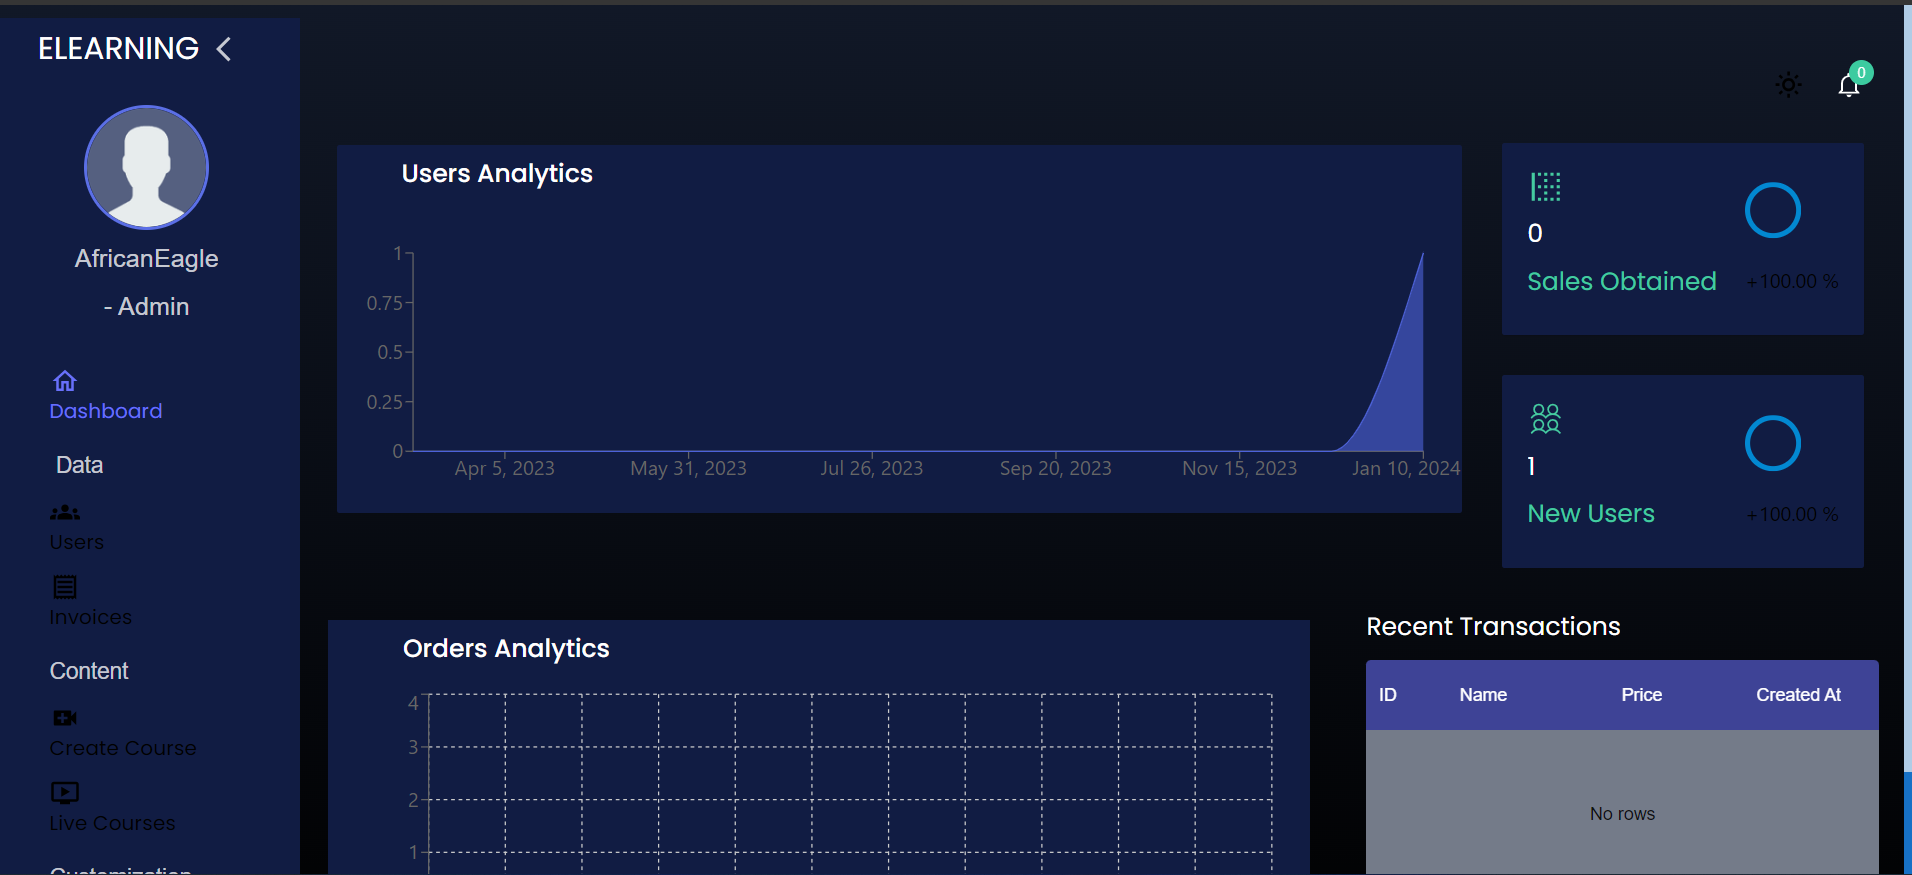 ELEARNING
0
AfricanEagle
- Admin
Dashboard
Data
Users
Invoices
Content
Create Course
Live Courses
Customization
Users Analytics
1
0.75
0.5
0.25
0
Apr 5, 2023 May 31, 2023 Jul 26, 2023 Sep 20, 2023 Nov 15, 2023 Jan 10, 2024
0
Sales Obtained +100.00 %
1
New Users +100.00 %
Orders Analytics
4
3
2
1
Recent Transactions
ID Name Price Created At
No rows